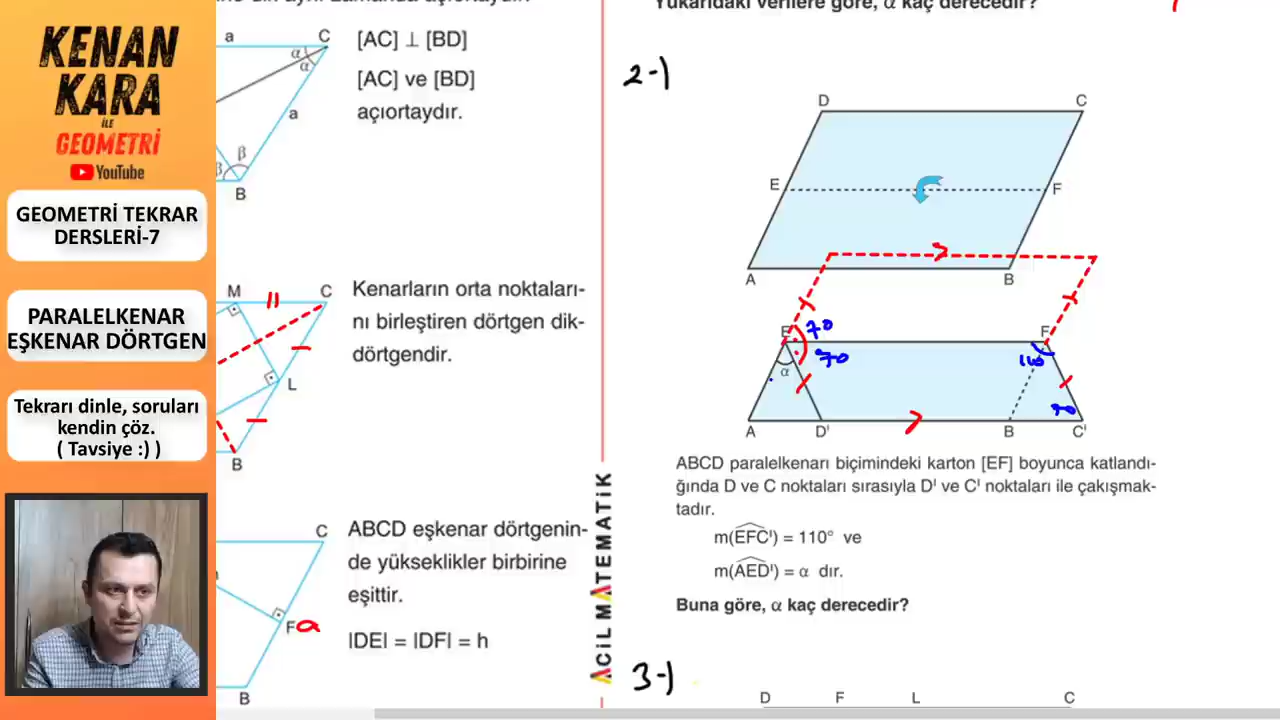 KENAN
KARA
İLE
GEOMETRİ
YouTube
GEOMETRİ TEKRAR
DERSLERİ-7
PARALELKENAR
EŞKENAR DÖRTGEN
Tekrarı dinle, soruları
kendin çöz.
( Tavsiye :) )
a
C
α
α
a
β
β
B
[AC] ⊥ [BD]
[AC] ve [BD]
açıortaydır.
M
C
L
B
Kenarların orta noktaları-
nı birleştiren dörtgen dik-
dörtgendir.
C
F a
B
ABCD eşkenar dörtgenin-
de yükseklikler birbirine
eşittir.
|DE| = |DF| = h
ACİL MATEMATİK
Yukarıdaki verilere göre, α kaç derecedir?
2-)
D
C
E
F
A
B
E
70
F
70
110
α
70
A
D'
B
C'
ABCD paralelkenarı biçimindeki karton [EF] boyunca katlandı-
ğında D ve C noktaları sırasıyla D' ve C' noktaları ile çakışmak-
tadır.
m(EFC') = 110° ve
m(AED') = α dır.
Buna göre, α kaç derecedir?
3-)
D F L C